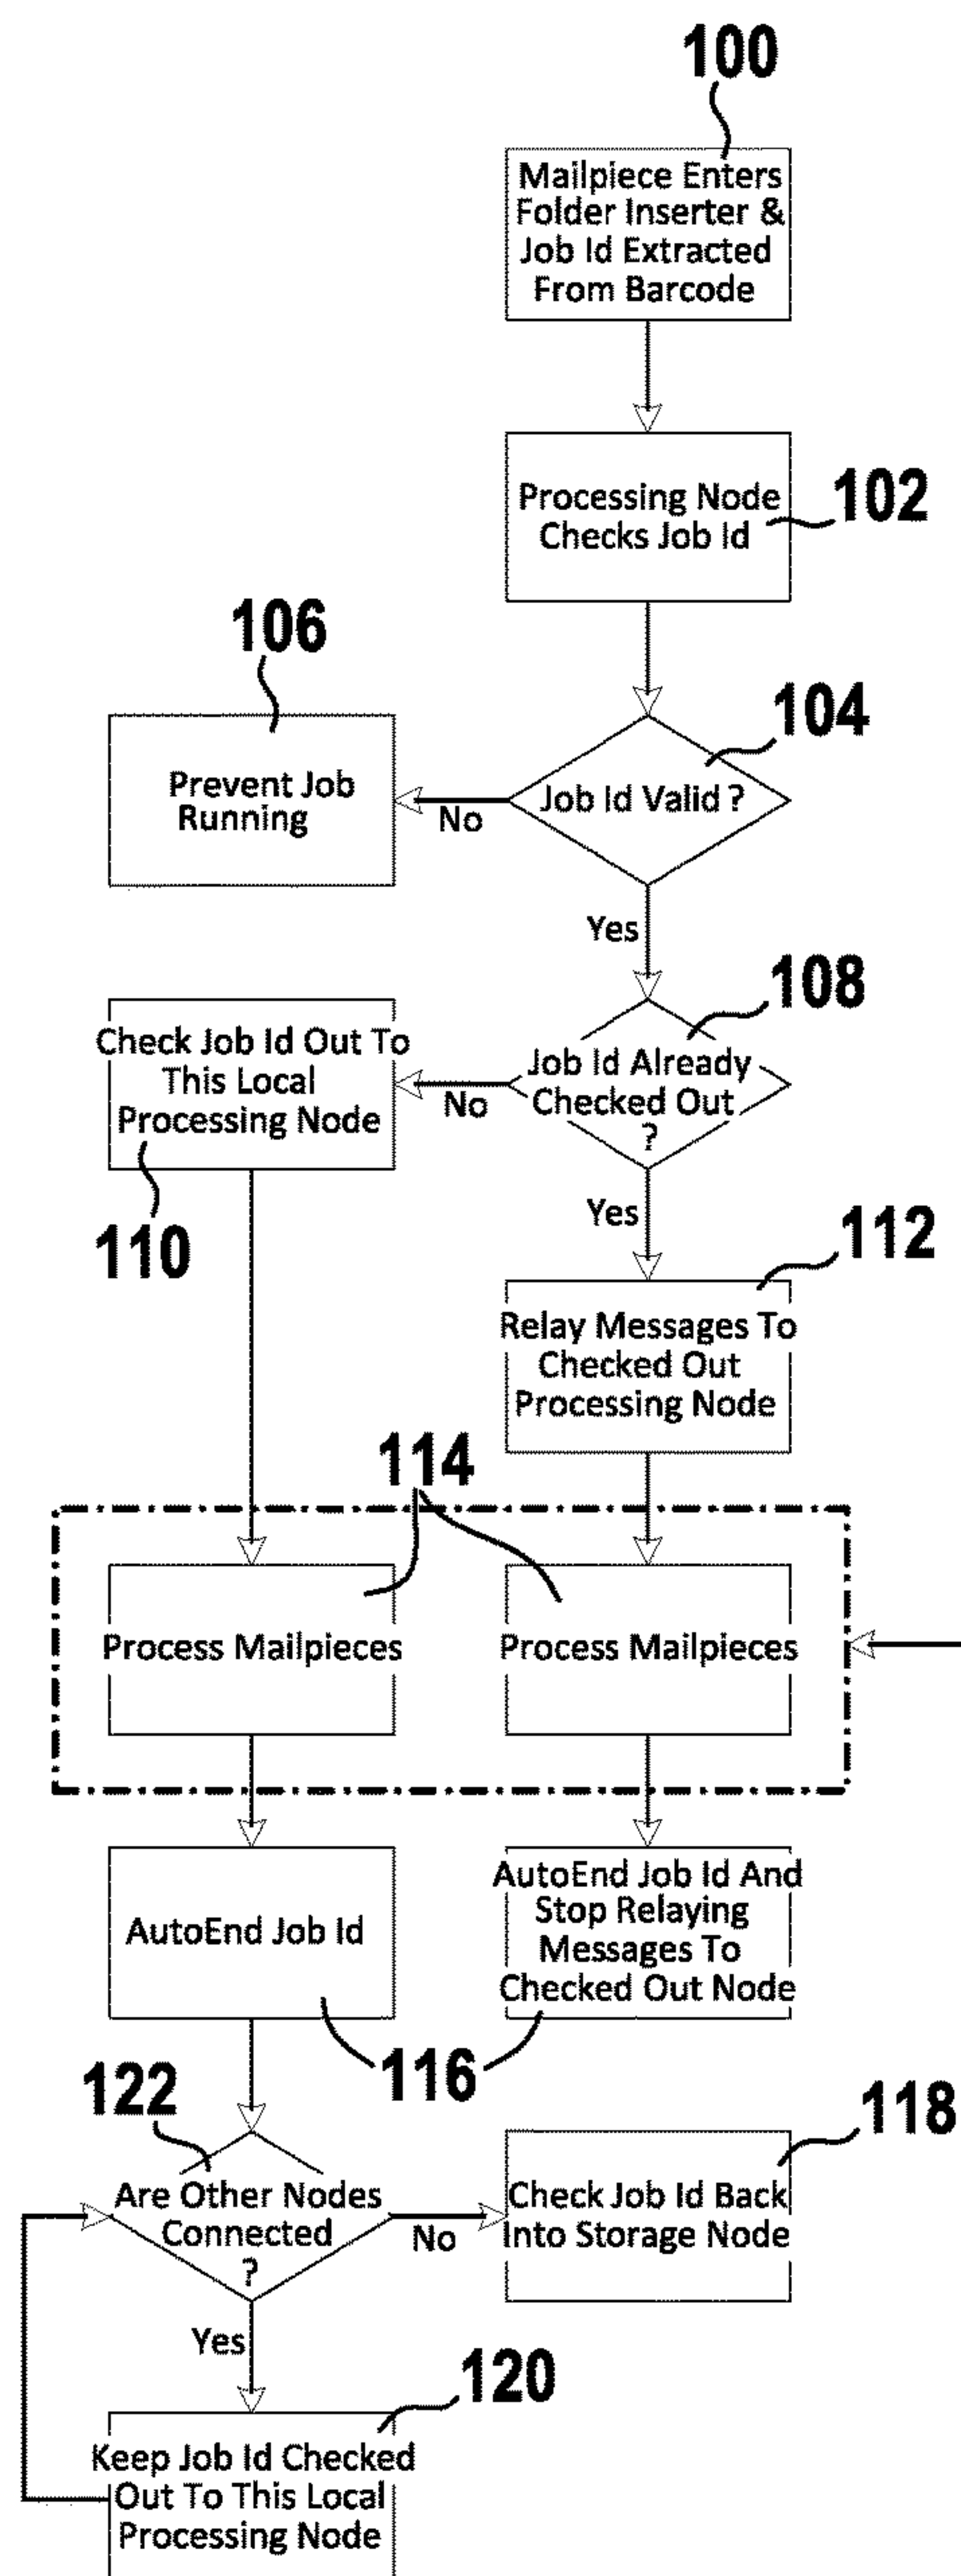 100
Mailpiece Enters
Folder Inserter &
Job Id Extracted
From Barcode
Processing Node
Checks Job Id
102
106
104
Prevent Job
Running
No
Job Id Valid ?
Yes
108
Check Job Id Out To
This Local
Processing Node
No
Job Id Already
Checked Out
?
110
Yes
112
Relay Messages To
Checked Out
Processing Node
114
Process Mailpieces
Process Mailpieces
AutoEnd Job Id
AutoEnd Job Id And
Stop Relaying
Messages To
Checked Out Node
116
122
118
Are Other Nodes
Connected
?
No
Check Job Id Back
Into Storage Node
Yes
120
Keep Job Id Checked
Out To This Local
Processing Node